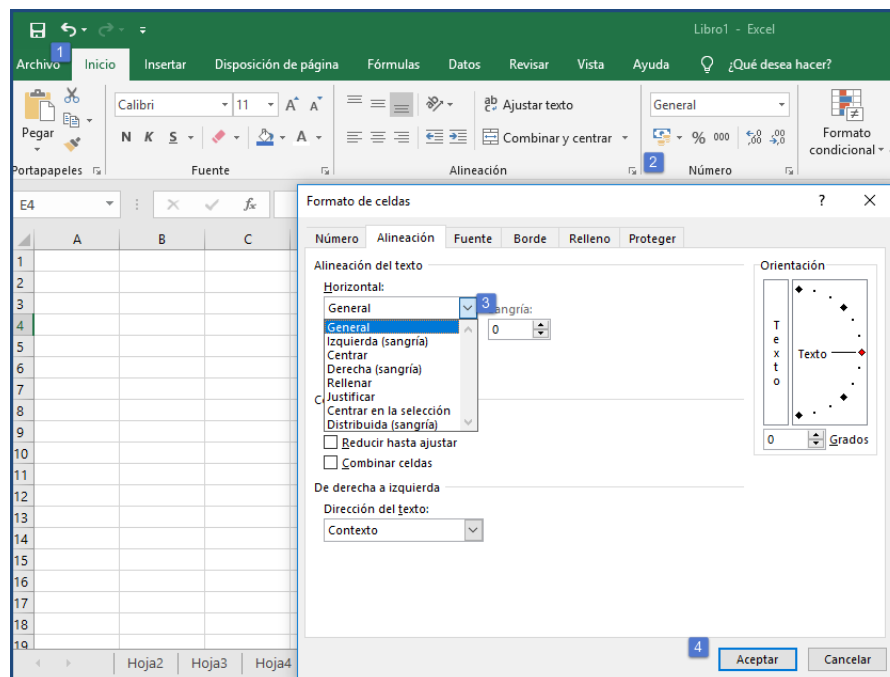 Libro1 - Excel
1
Archivo Inicio Insertar Disposición de página Fórmulas Datos Revisar Vista Ayuda ¿Qué desea hacer?
Pegar
Calibri 11 A A
N K S A
ab Ajustar texto
Combinar y centrar
General
% 000 ,00 ,00
Formato
condicional
Portapapeles Fuente Alineación 2 Número
E4 fx
Formato de celdas ? X
A B C
1
2
3
4
5
6
7
8
9
10
11
12
13
14
15
16
17
18
19
Número Alineación Fuente Borde Relleno Proteger
Alineación del texto
Horizontal:
General 3 angría:
0
General
Izquierda (sangría)
Centrar
Derecha (sangría)
Rellenar
Justificar
Centrar en la selección
Distribuida (sangría)
Reducir hasta ajustar
Combinar celdas
De derecha a izquierda
Dirección del texto:
Contexto
Orientación
Texto
Texto
0 Grados
4 Aceptar Cancelar
Hoja2 Hoja3 Hoja4